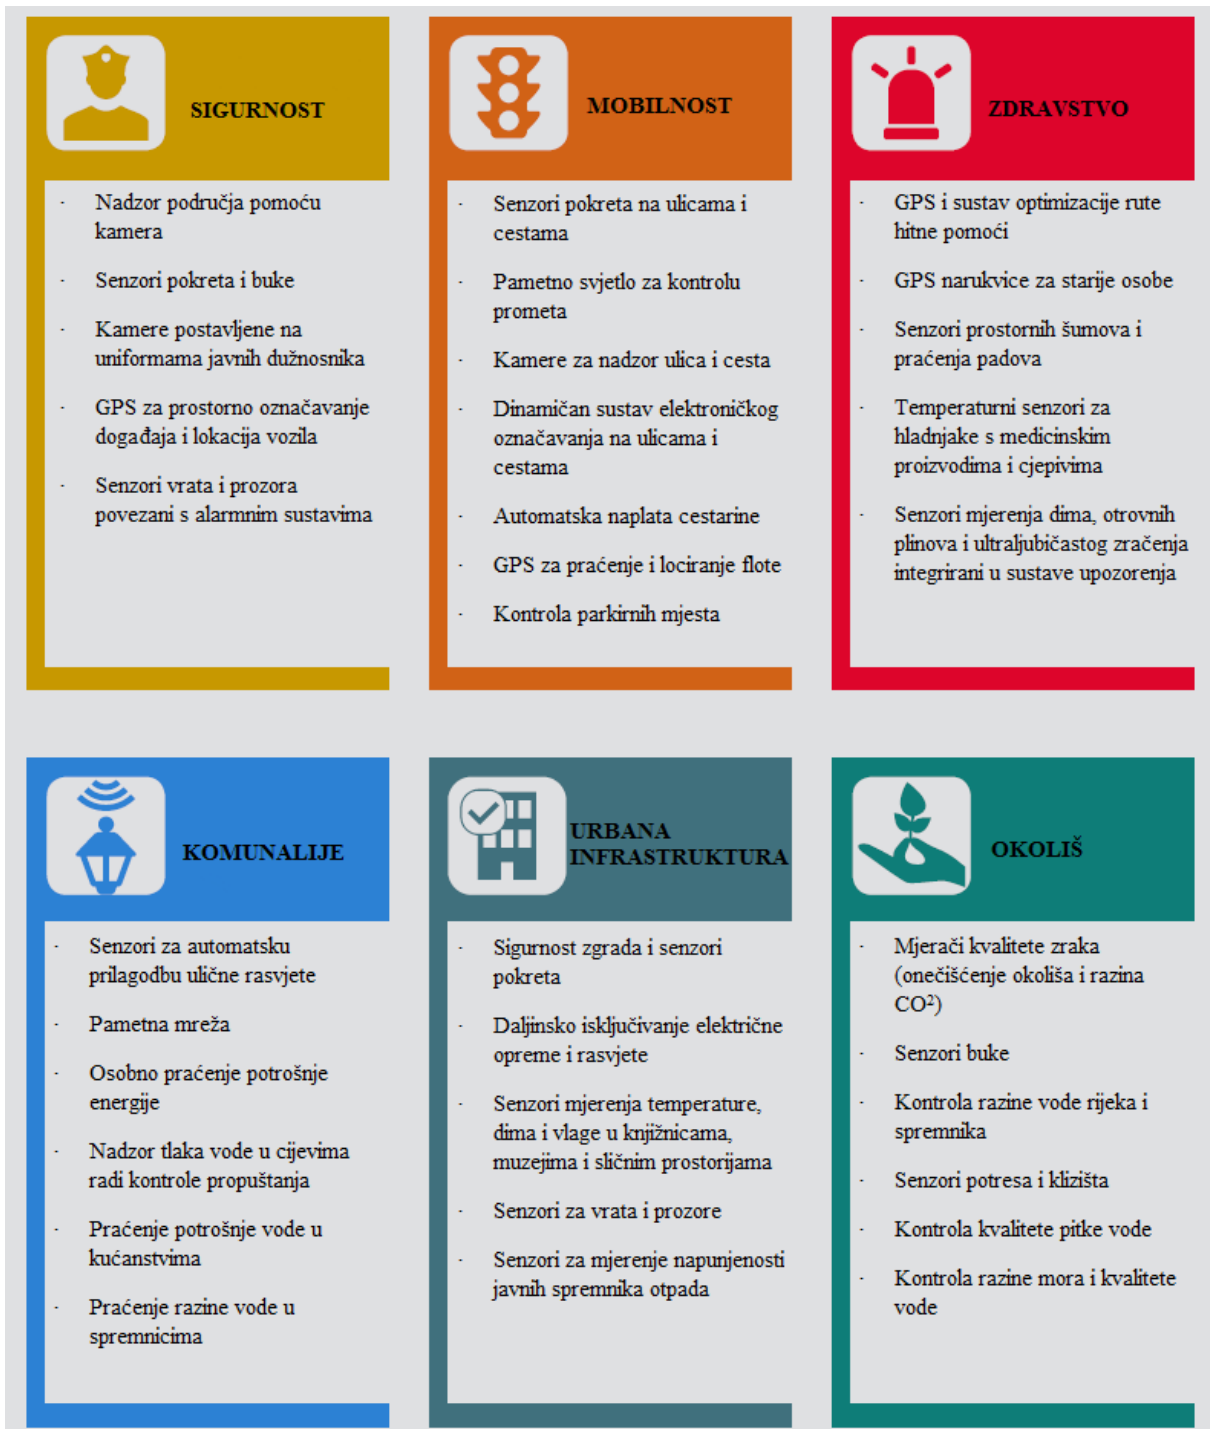 SIGURNOST
· Nadzor područja pomoću
kamera
· Senzori pokreta i buke
· Kamere postavljene na
uniformama javnih dužnosnika
· GPS za prostorno označavanje
događaja i lokacija vozila
· Senzori vrata i prozora
povezani s alarmnim sustavima
MOBILNOST
· Senzori pokreta na ulicama i
cestama
· Pametno svjetlo za kontrolu
prometa
· Kamere za nadzor ulica i cesta
· Dinamičan sustav elektroničkog
označavanja na ulicama i
cestama
· Automatska naplata cestarine
· GPS za praćenje i lociranje flote
· Kontrola parkirnih mjesta
ZDRAVSTVO
· GPS i sustav optimizacije rute
hitne pomoći
· GPS narukvice za starije osobe
· Senzori prostornih šumova i
praćenja padova
· Temperaturni senzori za
hladnjake s medicinskim
proizvodima i cjepivima
· Senzori mjerenja dima, otrovnih
plinova i ultraljubičastog zračenja
integrirani u sustave upozorenja
KOMUNALIJE
· Senzori za automatsku
prilagodbu ulične rasvjete
· Pametna mreža
· Osobno praćenje potrošnje
energije
· Nadzor tlaka vode u cijevima
radi kontrole propuštanja
· Praćenje potrošnje vode u
kućanstvima
· Praćenje razine vode u
spremnicima
URBANA
INFRASTRUKTURA
· Sigurnost zgrada i senzori
pokreta
· Daljinsko isključivanje električne
opreme i rasvjete
· Senzori mjerenja temperature,
dima i vlage u knjižnicama,
muzejima i sličnim prostorijama
· Senzori za vrata i prozore
· Senzori za mjerenje napunjenosti
javnih spremnika otpada
OKOLIŠ
· Mjerači kvalitete zraka
(onečišćenje okoliša i razina
CO²)
· Senzori buke
· Kontrola razine vode rijeka i
spremnika
· Senzori potresa i klizišta
· Kontrola kvalitete pitke vode
· Kontrola razine mora i kvalitete
vode